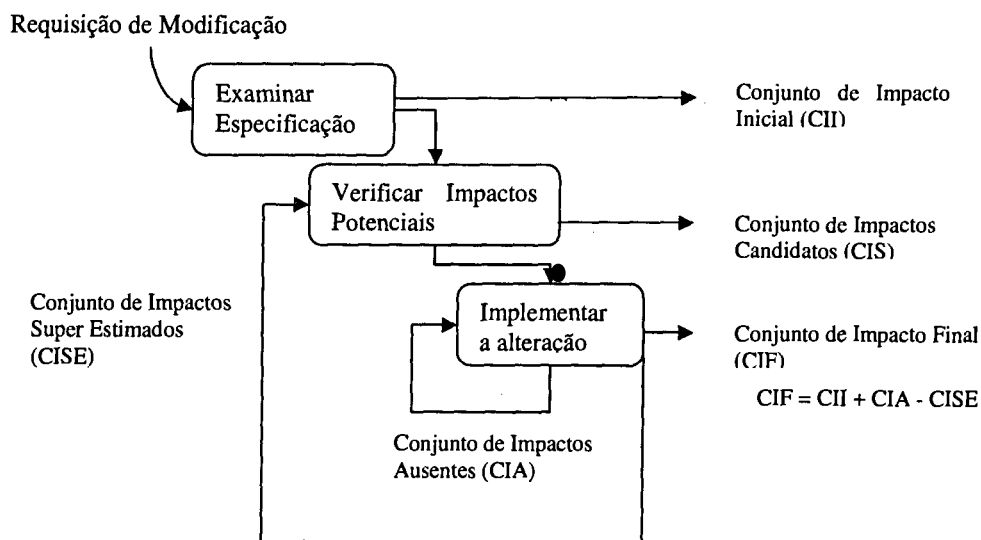 Requisição de Modificação
Examinar
Especificação
Conjunto de Impacto
Inicial (CII)
Verificar Impactos
Potenciais
Conjunto de Impactos
Candidatos (CIS)
Conjunto de Impactos
Super Estimados
(CISE)
Implementar
a alteração
Conjunto de Impacto Final
(CIF)
CIF = CII + CIA - CISE
Conjunto de Impactos
Ausentes (CIA)